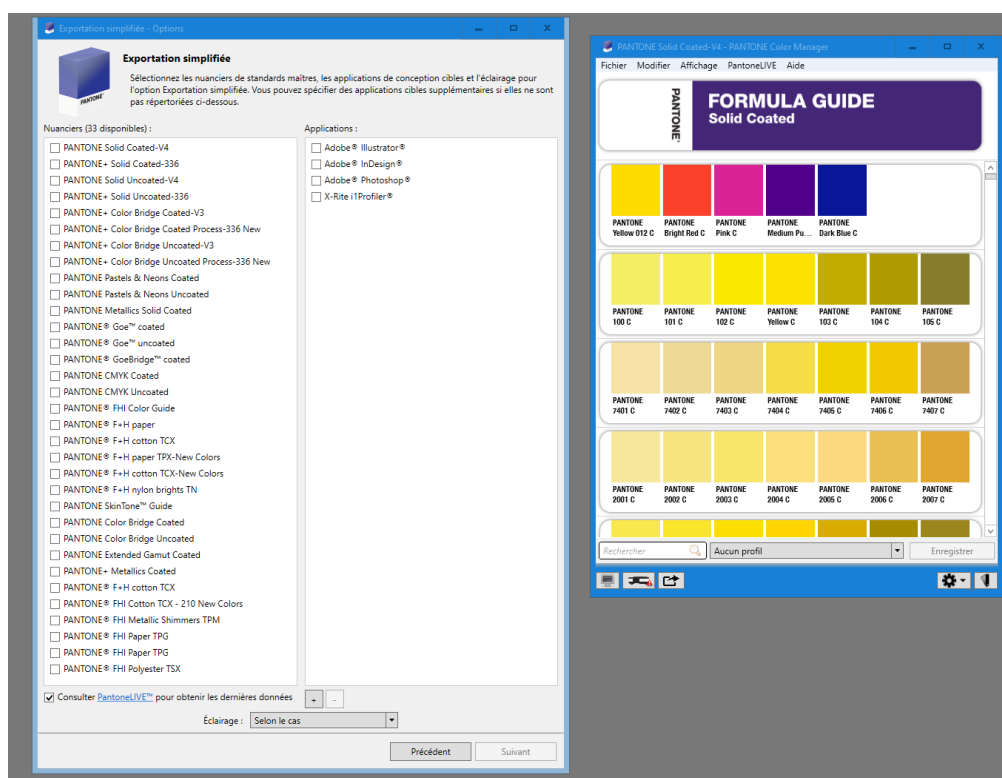 Exportation simplifiée - Options
PANTONE
Exportation simplifiée
Sélectionnez les nuanciers de standards maîtres, les applications de conception cibles et l'éclairage pour
l'option Exportation simplifiée. Vous pouvez spécifier des applications cibles supplémentaires si elles ne sont
pas répertoriées ci-dessous.
Nuanciers (33 disponibles) :
PANTONE Solid Coated-V4
PANTONE+ Solid Coated-336
PANTONE Solid Uncoated-V4
PANTONE+ Solid Uncoated-336
PANTONE+ Color Bridge Coated-V3
PANTONE+ Color Bridge Coated Process-336 New
PANTONE+ Color Bridge Uncoated-V3
PANTONE+ Color Bridge Uncoated Process-336 New
PANTONE Pastels & Neons Coated
PANTONE Pastels & Neons Uncoated
PANTONE Metallics Solid Coated
PANTONE® Goe™ coated
PANTONE® Goe™ uncoated
PANTONE® GoeBridge™ coated
PANTONE CMYK Coated
PANTONE CMYK Uncoated
PANTONE® FHI Color Guide
PANTONE® F+H paper
PANTONE® F+H cotton TCX
PANTONE® F+H paper TPX-New Colors
PANTONE® F+H cotton TCX-New Colors
PANTONE® F+H nylon brights TN
PANTONE SkinTone™ Guide
PANTONE Color Bridge Coated
PANTONE Color Bridge Uncoated
PANTONE Extended Gamut Coated
PANTONE+ Metallics Coated
PANTONE® F+H cotton TCX
PANTONE® FHI Cotton TCX - 210 New Colors
PANTONE® FHI Metallic Shimmers TPM
PANTONE® FHI Paper TPG
PANTONE® FHI Paper TPG
PANTONE® FHI Polyester TSX
Applications :
Adobe® Illustrator®
Adobe® InDesign®
Adobe® Photoshop®
X-Rite i1Profiler®
Consulter PantoneLIVE™ pour obtenir les dernières données
+ -
Éclairage : Selon le cas
Précédent Suivant
PANTONE Solid Coated-V4 - PANTONE Color Manager
Fichier Modifier Affichage PantoneLIVE Aide
PANTONE®
FORMULA GUIDE
Solid Coated
PANTONE PANTONE PANTONE PANTONE PANTONE
Yellow 012 C Bright Red C Pink C Medium Pu... Dark Blue C
PANTONE PANTONE PANTONE PANTONE PANTONE PANTONE PANTONE
100 C 101 C 102 C Yellow C 103 C 104 C 105 C
PANTONE PANTONE PANTONE PANTONE PANTONE PANTONE PANTONE
7401 C 7402 C 7403 C 7404 C 7405 C 7406 C 7407 C
PANTONE PANTONE PANTONE PANTONE PANTONE PANTONE PANTONE
2001 C 2002 C 2003 C 2004 C 2005 C 2006 C 2007 C
Rechercher Aucun profil Enregistrer